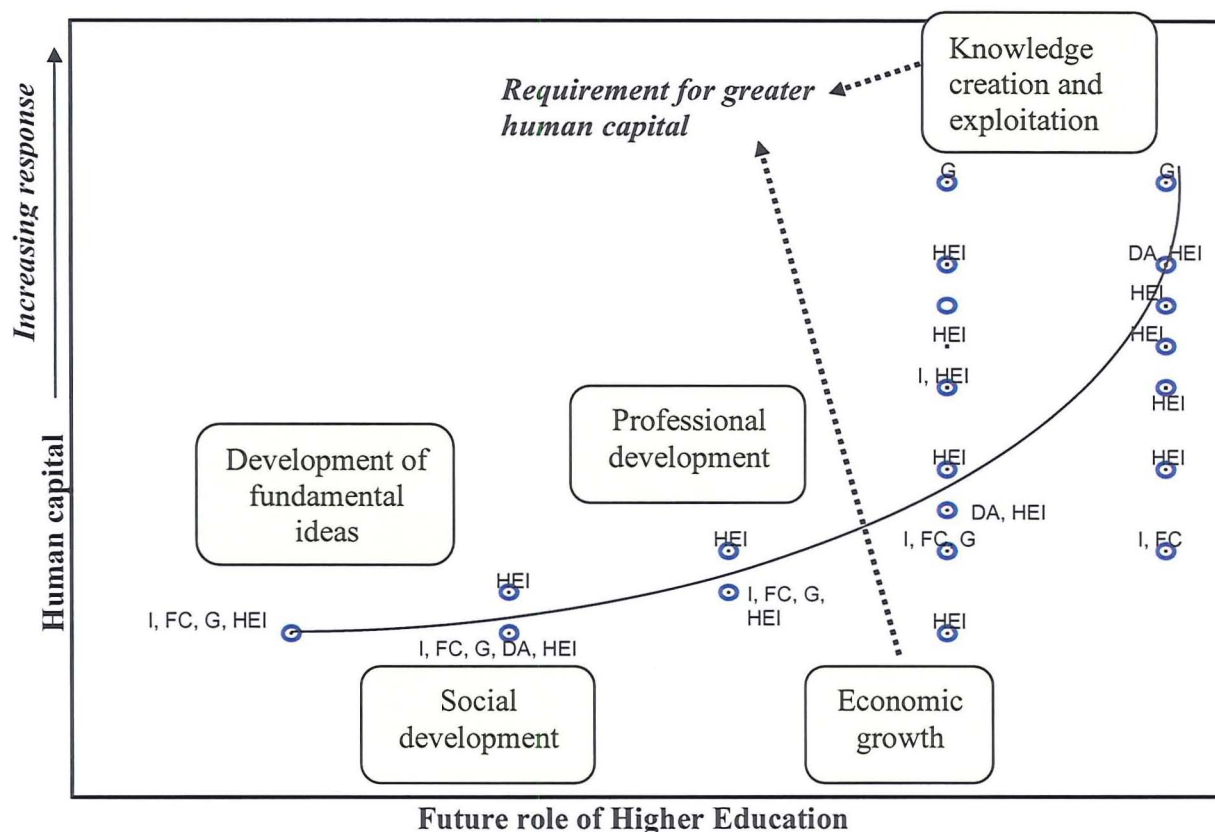 Knowledge
creation and
exploitation
Requirement for greater
human capital
Increasing response
G
G
HEI
DA, HEI
HEI
HEI
HEI
I, HEI
HEI
Professional
development
Development of
fundamental
ideas
HEI
HEI
DA, HEI
HEI
I, FC, G
I, FC
HEI
I, FC, G,
HEI
I, FC, G, HEI
HEI
I, FC, G, DA, HEI
Human capital
Social
development
Economic
growth
Future role of Higher Education